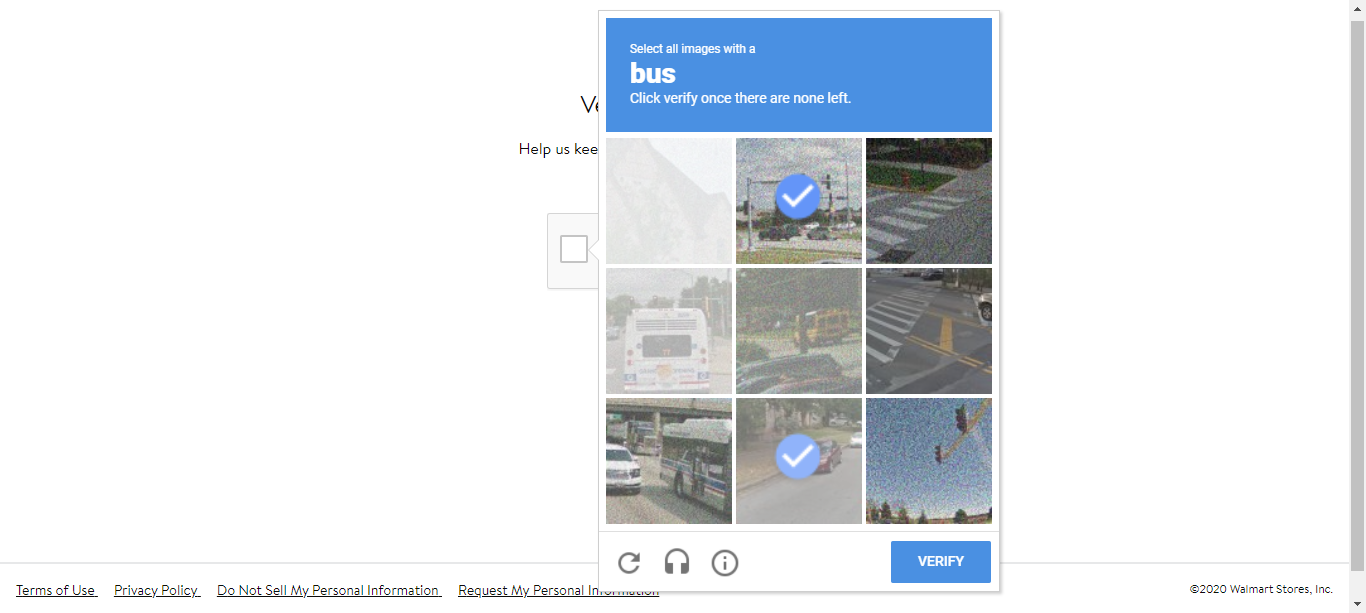 Select all images with a
bus
Click verify once there are none left.
Ve
Help us kee
VERIFY
Terms of Use
Privacy Policy
Do Not Sell My Personal Information
Request My Personal Information
©2020 Walmart Stores, Inc.